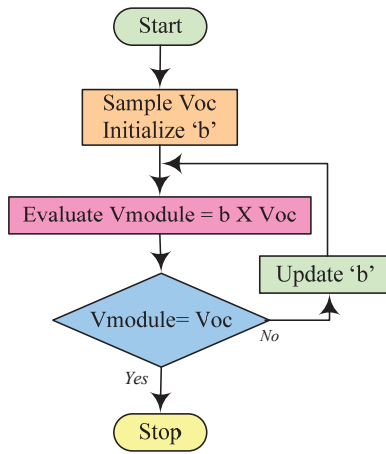 Start
Sample Voc
Initialize ‘b’
Evaluate Vmodule = b X Voc
Update ‘b’
Vmodule= Voc
No
Yes
Stop